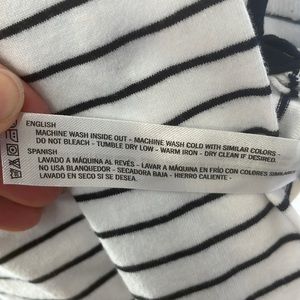 ENGLISH
MACHINE WASH INSIDE OUT - MACHINE WASH COLD WITH SIMILAR COLORS -
DO NOT BLEACH - TUMBLE DRY LOW - WARM IRON - DRY CLEAN IF DESIRED.
SPANISH
LAVADO A MÁQUINA AL REVÉS - LAVAR A MÁQUINA EN FRÍO CON COLORES SIMILARES
NO USA BLANQUEDOR - SECADORA BAJA - HIERRO CALIENTE -
LAVADO EN SECO SI SE DESEA.